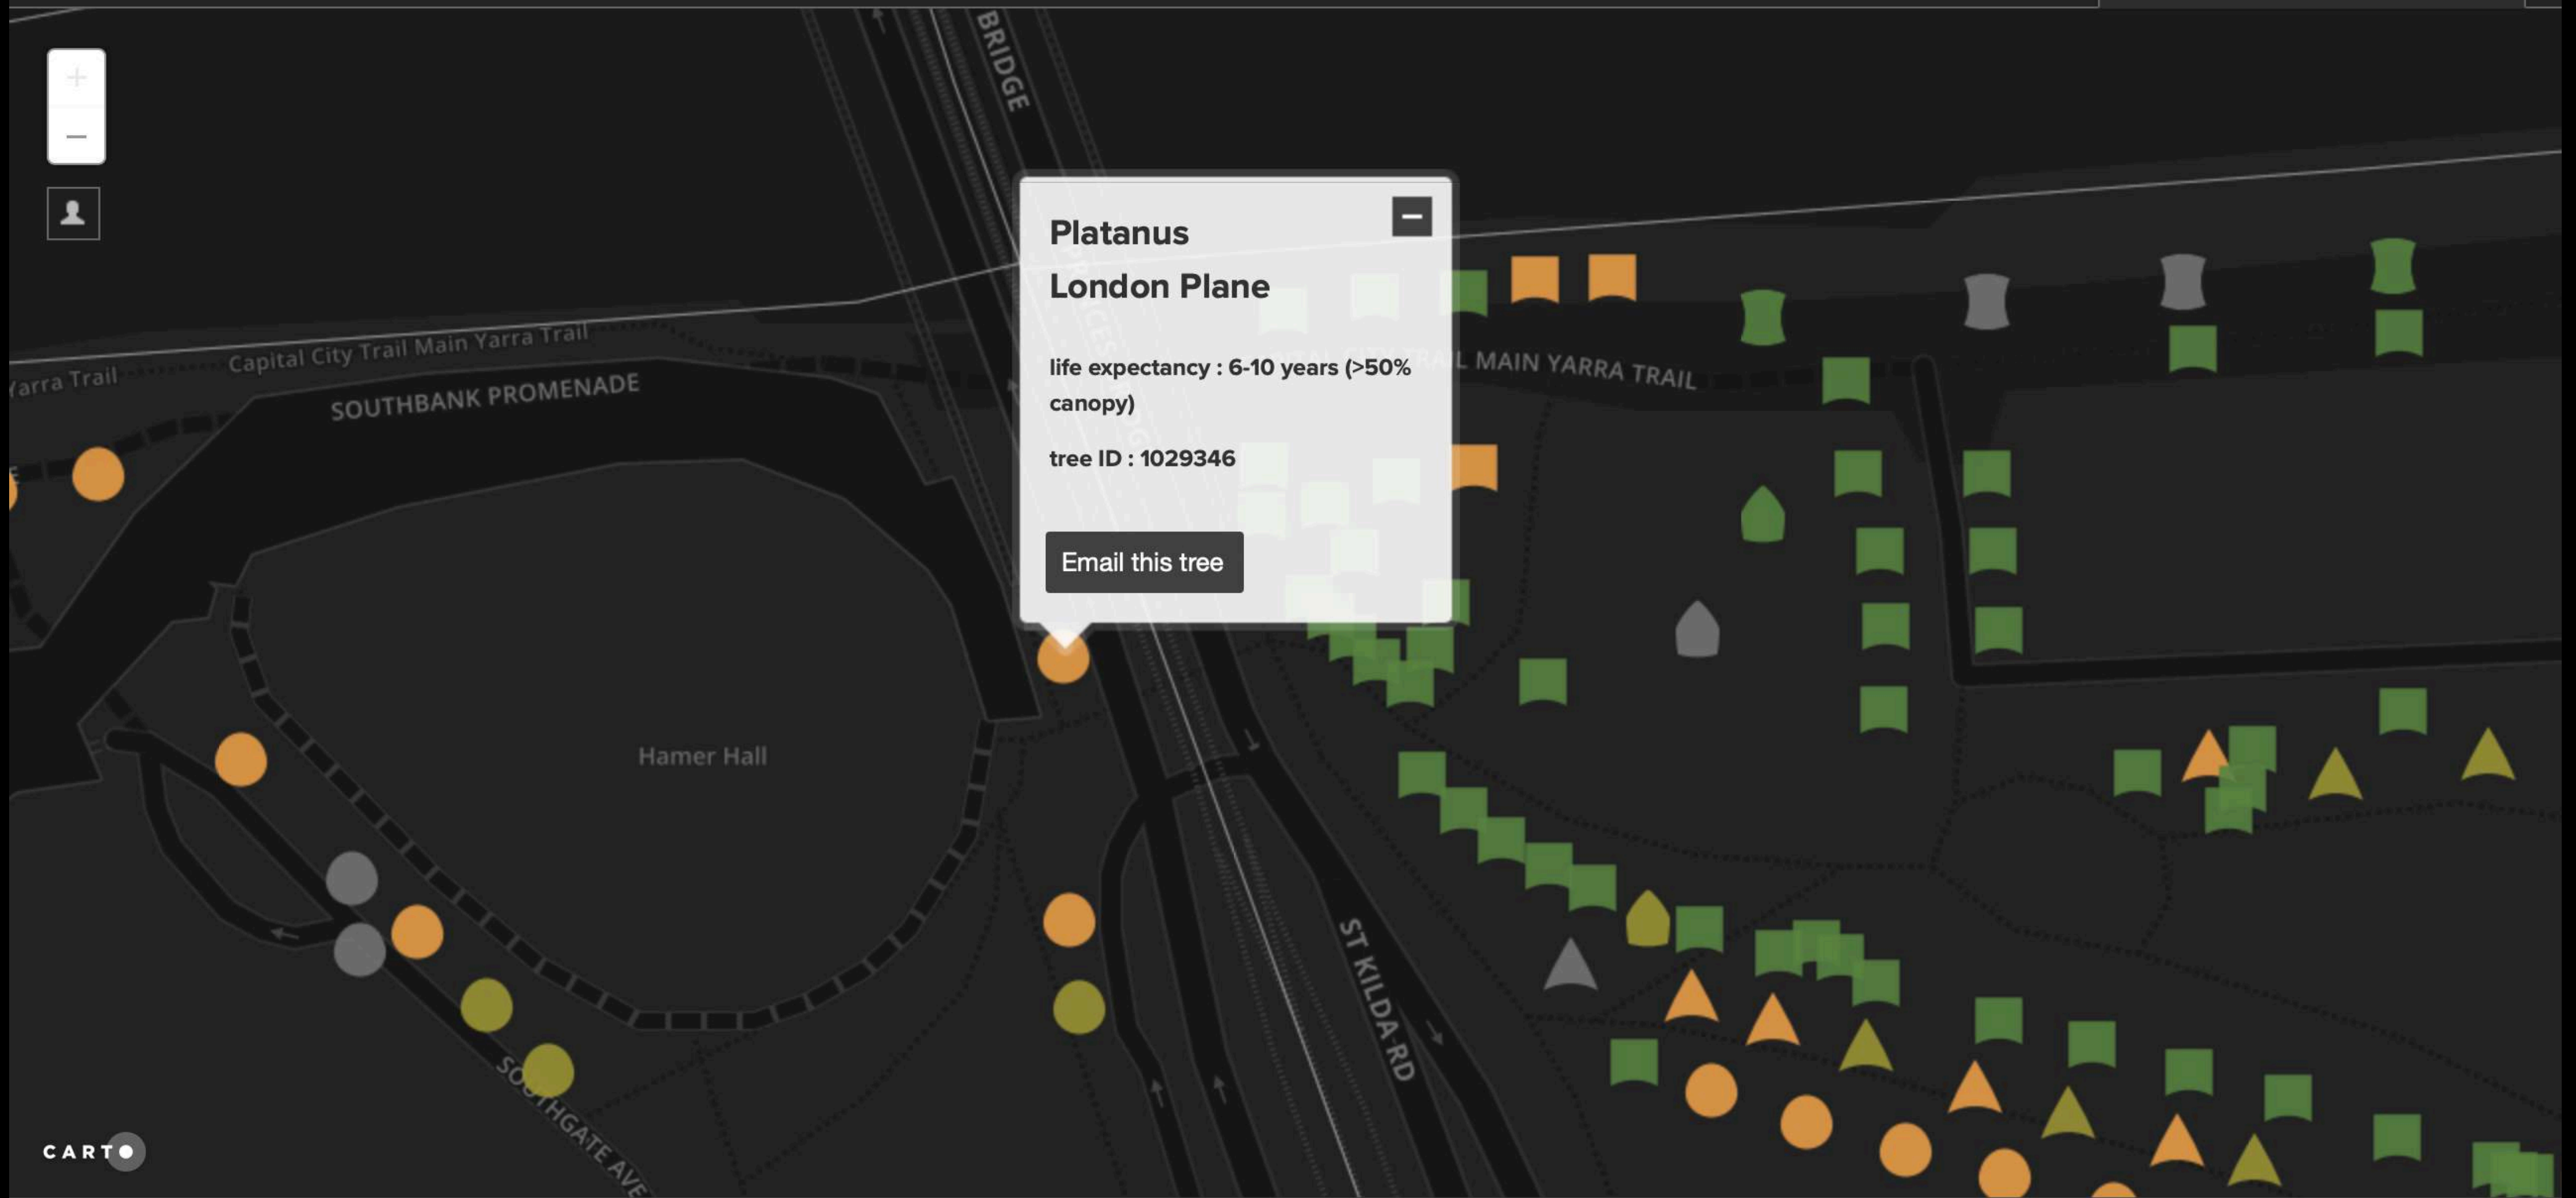 BRIDGE
Platanus
London Plane
life expectancy : 6-10 years (>50%
canopy)
tree ID : 1029346
Email this tree
Capital City Trail Main Yarra Trail
Yarra Trail
SOUTHBANK PROMENADE
TRAIL MAIN YARRA TRAIL
Hamer Hall
ST KILDA RD
SOUTHGATE AVE
CARTO